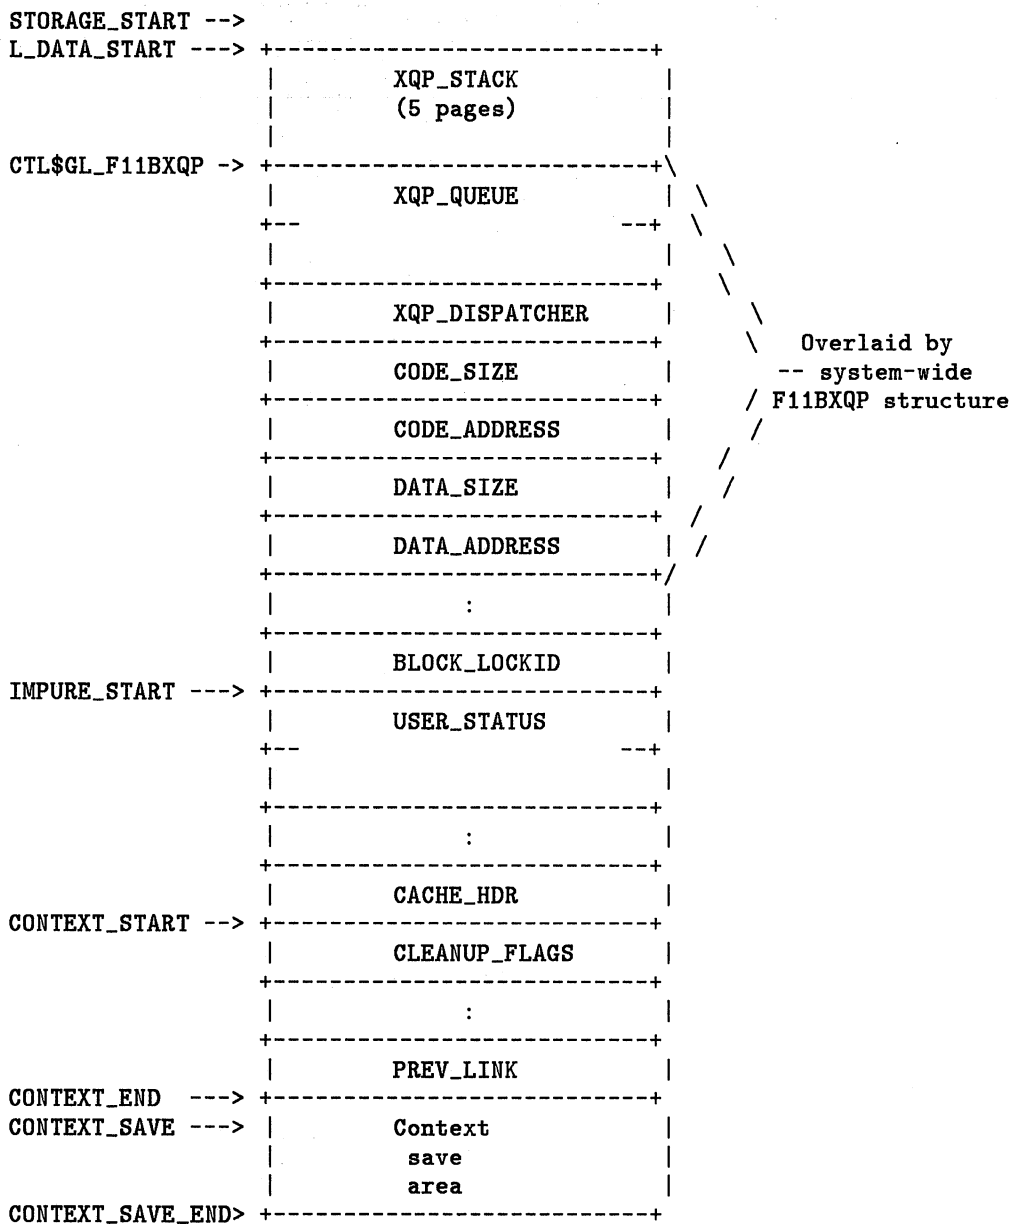 STORAGE_START -->
L_DATA_START ---> +---------------------------+
| XQP_STACK |
| (5 pages) |
| |
CTL$GL_F11BXQP -> +---------------------------+\
| XQP_QUEUE | \
+-- --+ \
| | \
+---------------------------+ \
| XQP_DISPATCHER | \
+---------------------------+ \ Overlaid by
| CODE_SIZE | -- system-wide
+---------------------------+ / F11BXQP structure
| CODE_ADDRESS | /
+---------------------------+ /
| DATA_SIZE | /
+---------------------------+ /
| DATA_ADDRESS | /
+---------------------------+/
| : |
+---------------------------+
| BLOCK_LOCKID |
IMPURE_START ---> +---------------------------+
| USER_STATUS |
+-- --+
| |
+---------------------------+
| : |
+---------------------------+
| CACHE_HDR |
CONTEXT_START --> +---------------------------+
| CLEANUP_FLAGS |
+---------------------------+
| : |
+---------------------------+
| PREV_LINK |
CONTEXT_END ---> +---------------------------+
CONTEXT_SAVE ---> | Context |
| save |
| area |
CONTEXT_SAVE_END> +---------------------------+